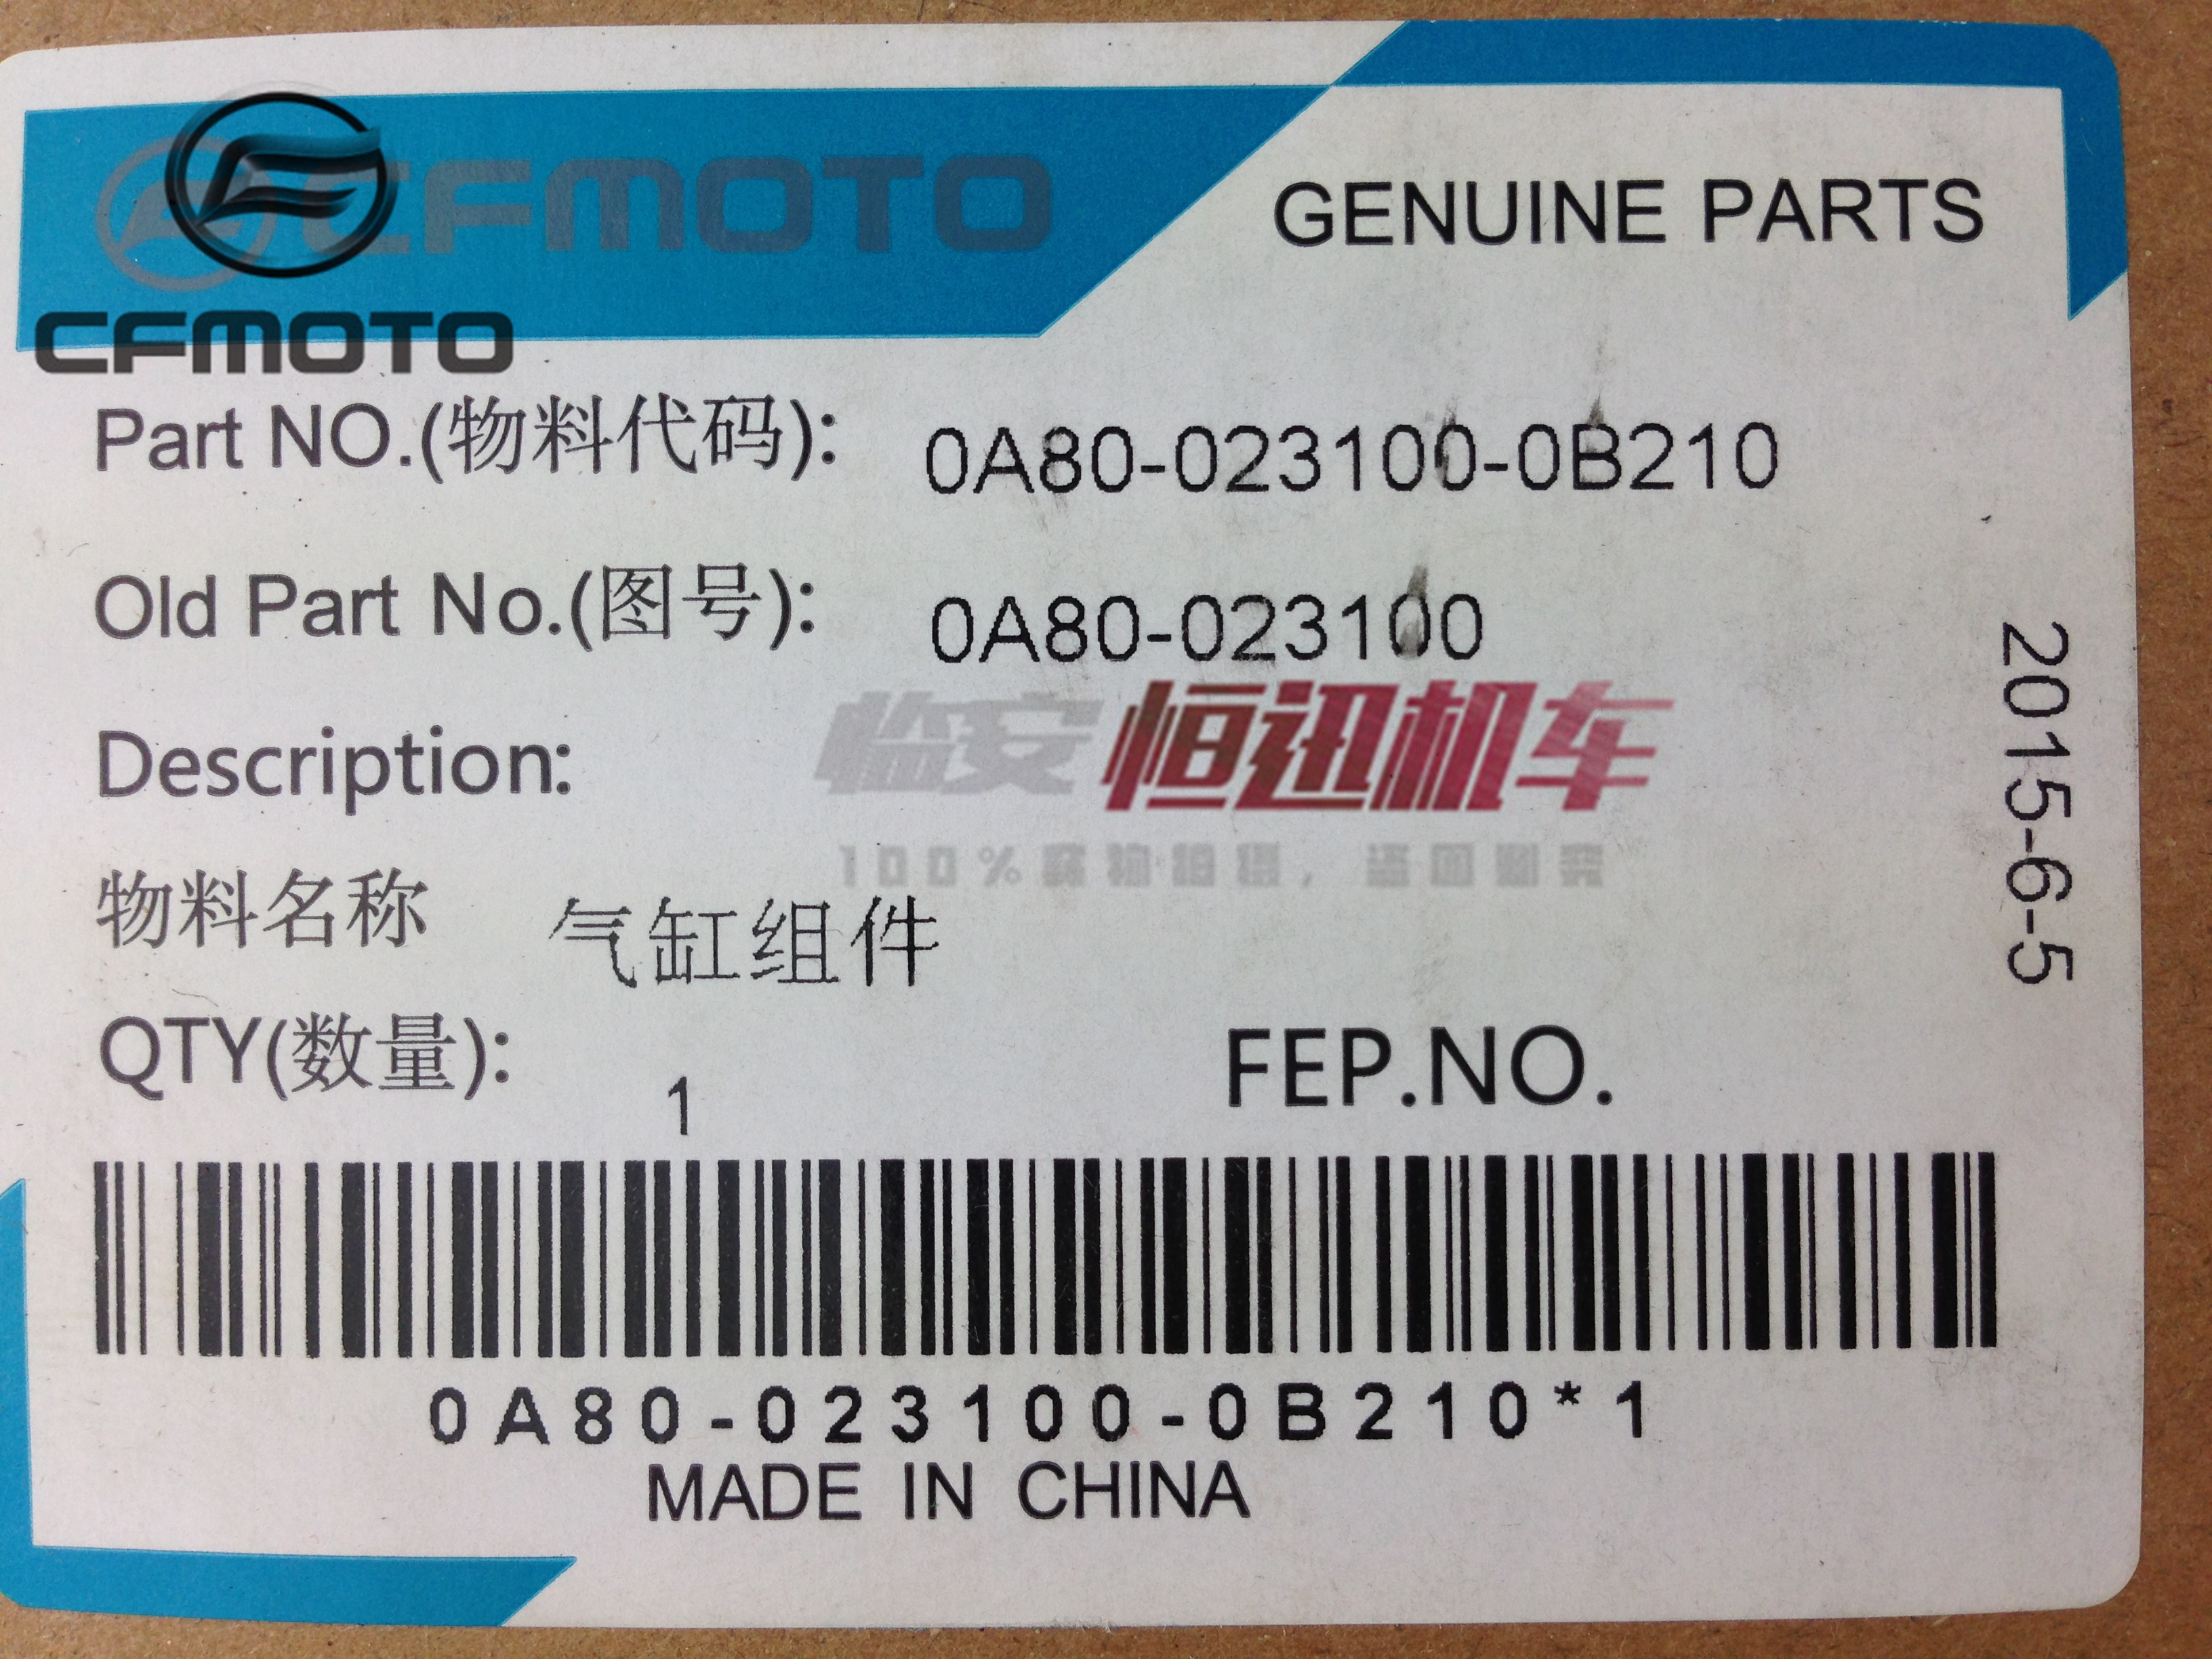 CFMOTO
GENUINE PARTS
CFMOTO
Part NO.(物料代码): 0A80-023100-0B210
Old Part No.(图号): 0A80-023100
临安恒迅机车
Description:
100%
物料名称 气缸组件
2015-6-5
QTY(数量): 1
FEP.NO.
0A80-023100-0B210*1
MADE IN CHINA